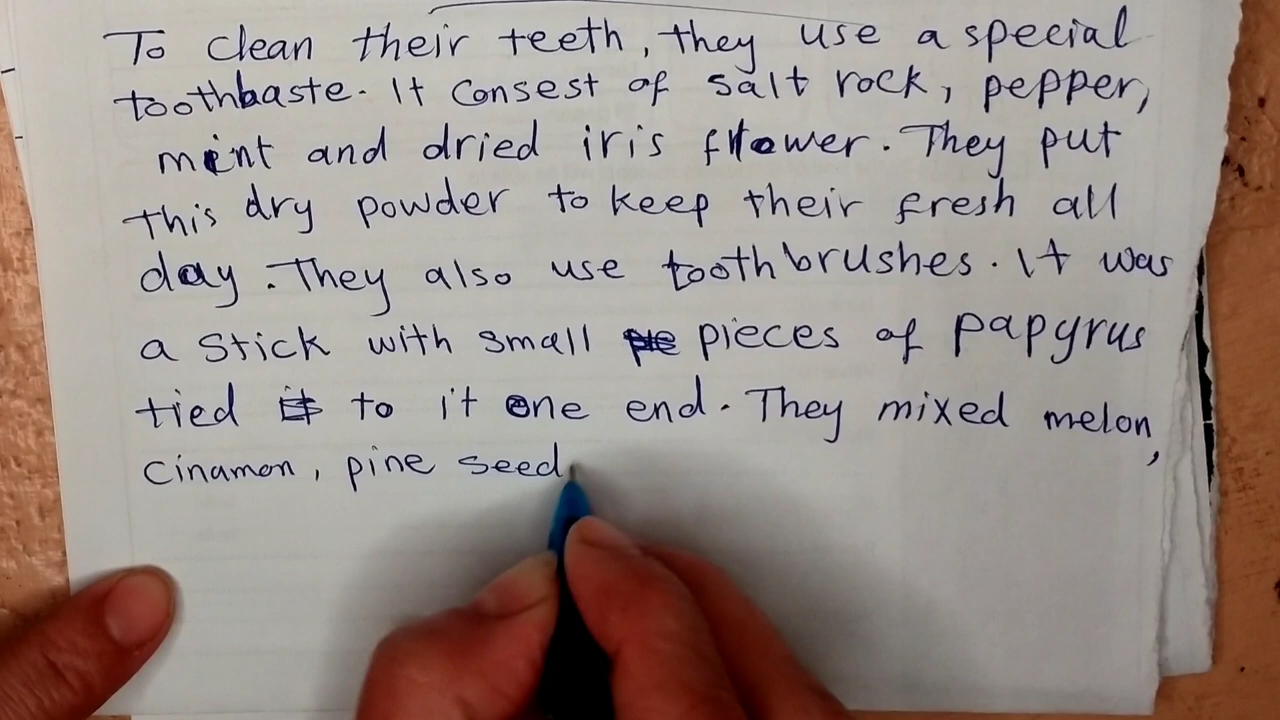 To clean their teeth, they use a special
toothbaste. It Consest of salt rock, pepper,
mint and dried iris flower. They put
this dry powder to keep their fresh all
day. They also use toothbrushes. It was
a stick with small pieces of papyrus
tied to it one end. They mixed melon,
Cinamon, pine seed